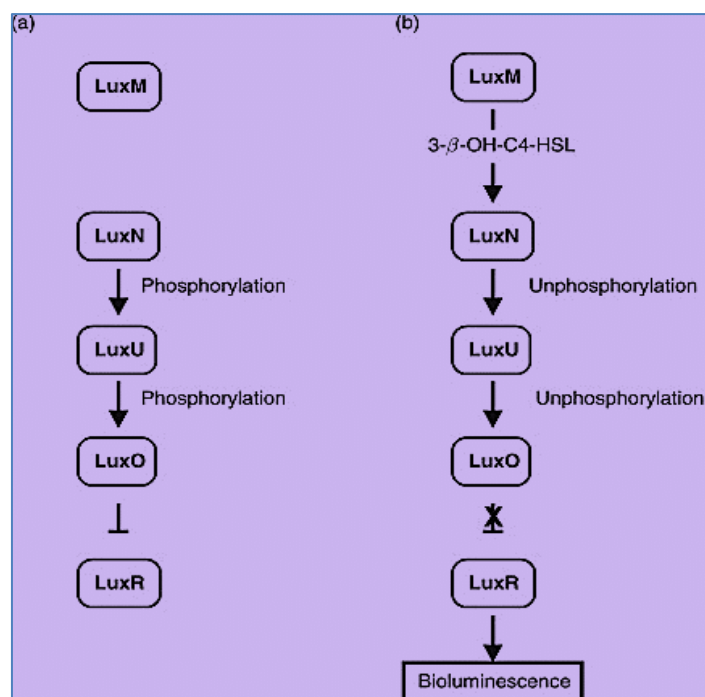 (a)
LuxM
LuxN
Phosphorylation
LuxU
Phosphorylation
LuxO
LuxR
(b)
LuxM
3-β-OH-C4-HSL
LuxN
Unphosphorylation
LuxU
Unphosphorylation
LuxO
X
LuxR
Bioluminescence